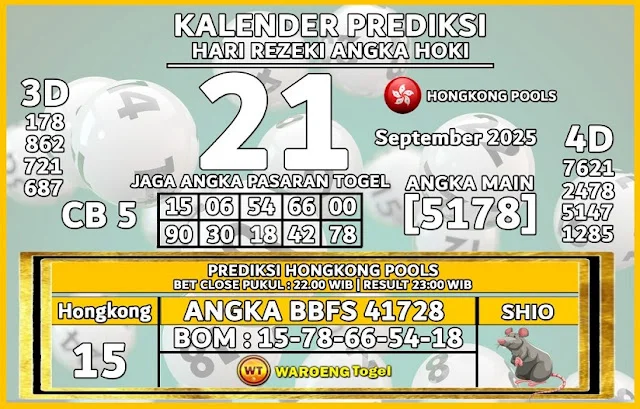 KALENDER PREDIKSI
HARI REZEKI ANGKA HOKI
3D
178
862
721
687
21
HONGKONG POOLS
September 2025
4D
7621
2478
5147
1285
JAGA ANGKA PASARAN TOGEL
CB 5
15 06 54 66 00
90 30 18 42 78
ANGKA MAIN
[5178]
PREDIKSI HONGKONG POOLS
BET CLOSE PUKUL : 22.00 WIB | RESULT 23:00 WIB
Hongkong
15
ANGKA BBFS 41728
BOM : 15-78-66-54-18
WT WAROENG Togel
SHIO